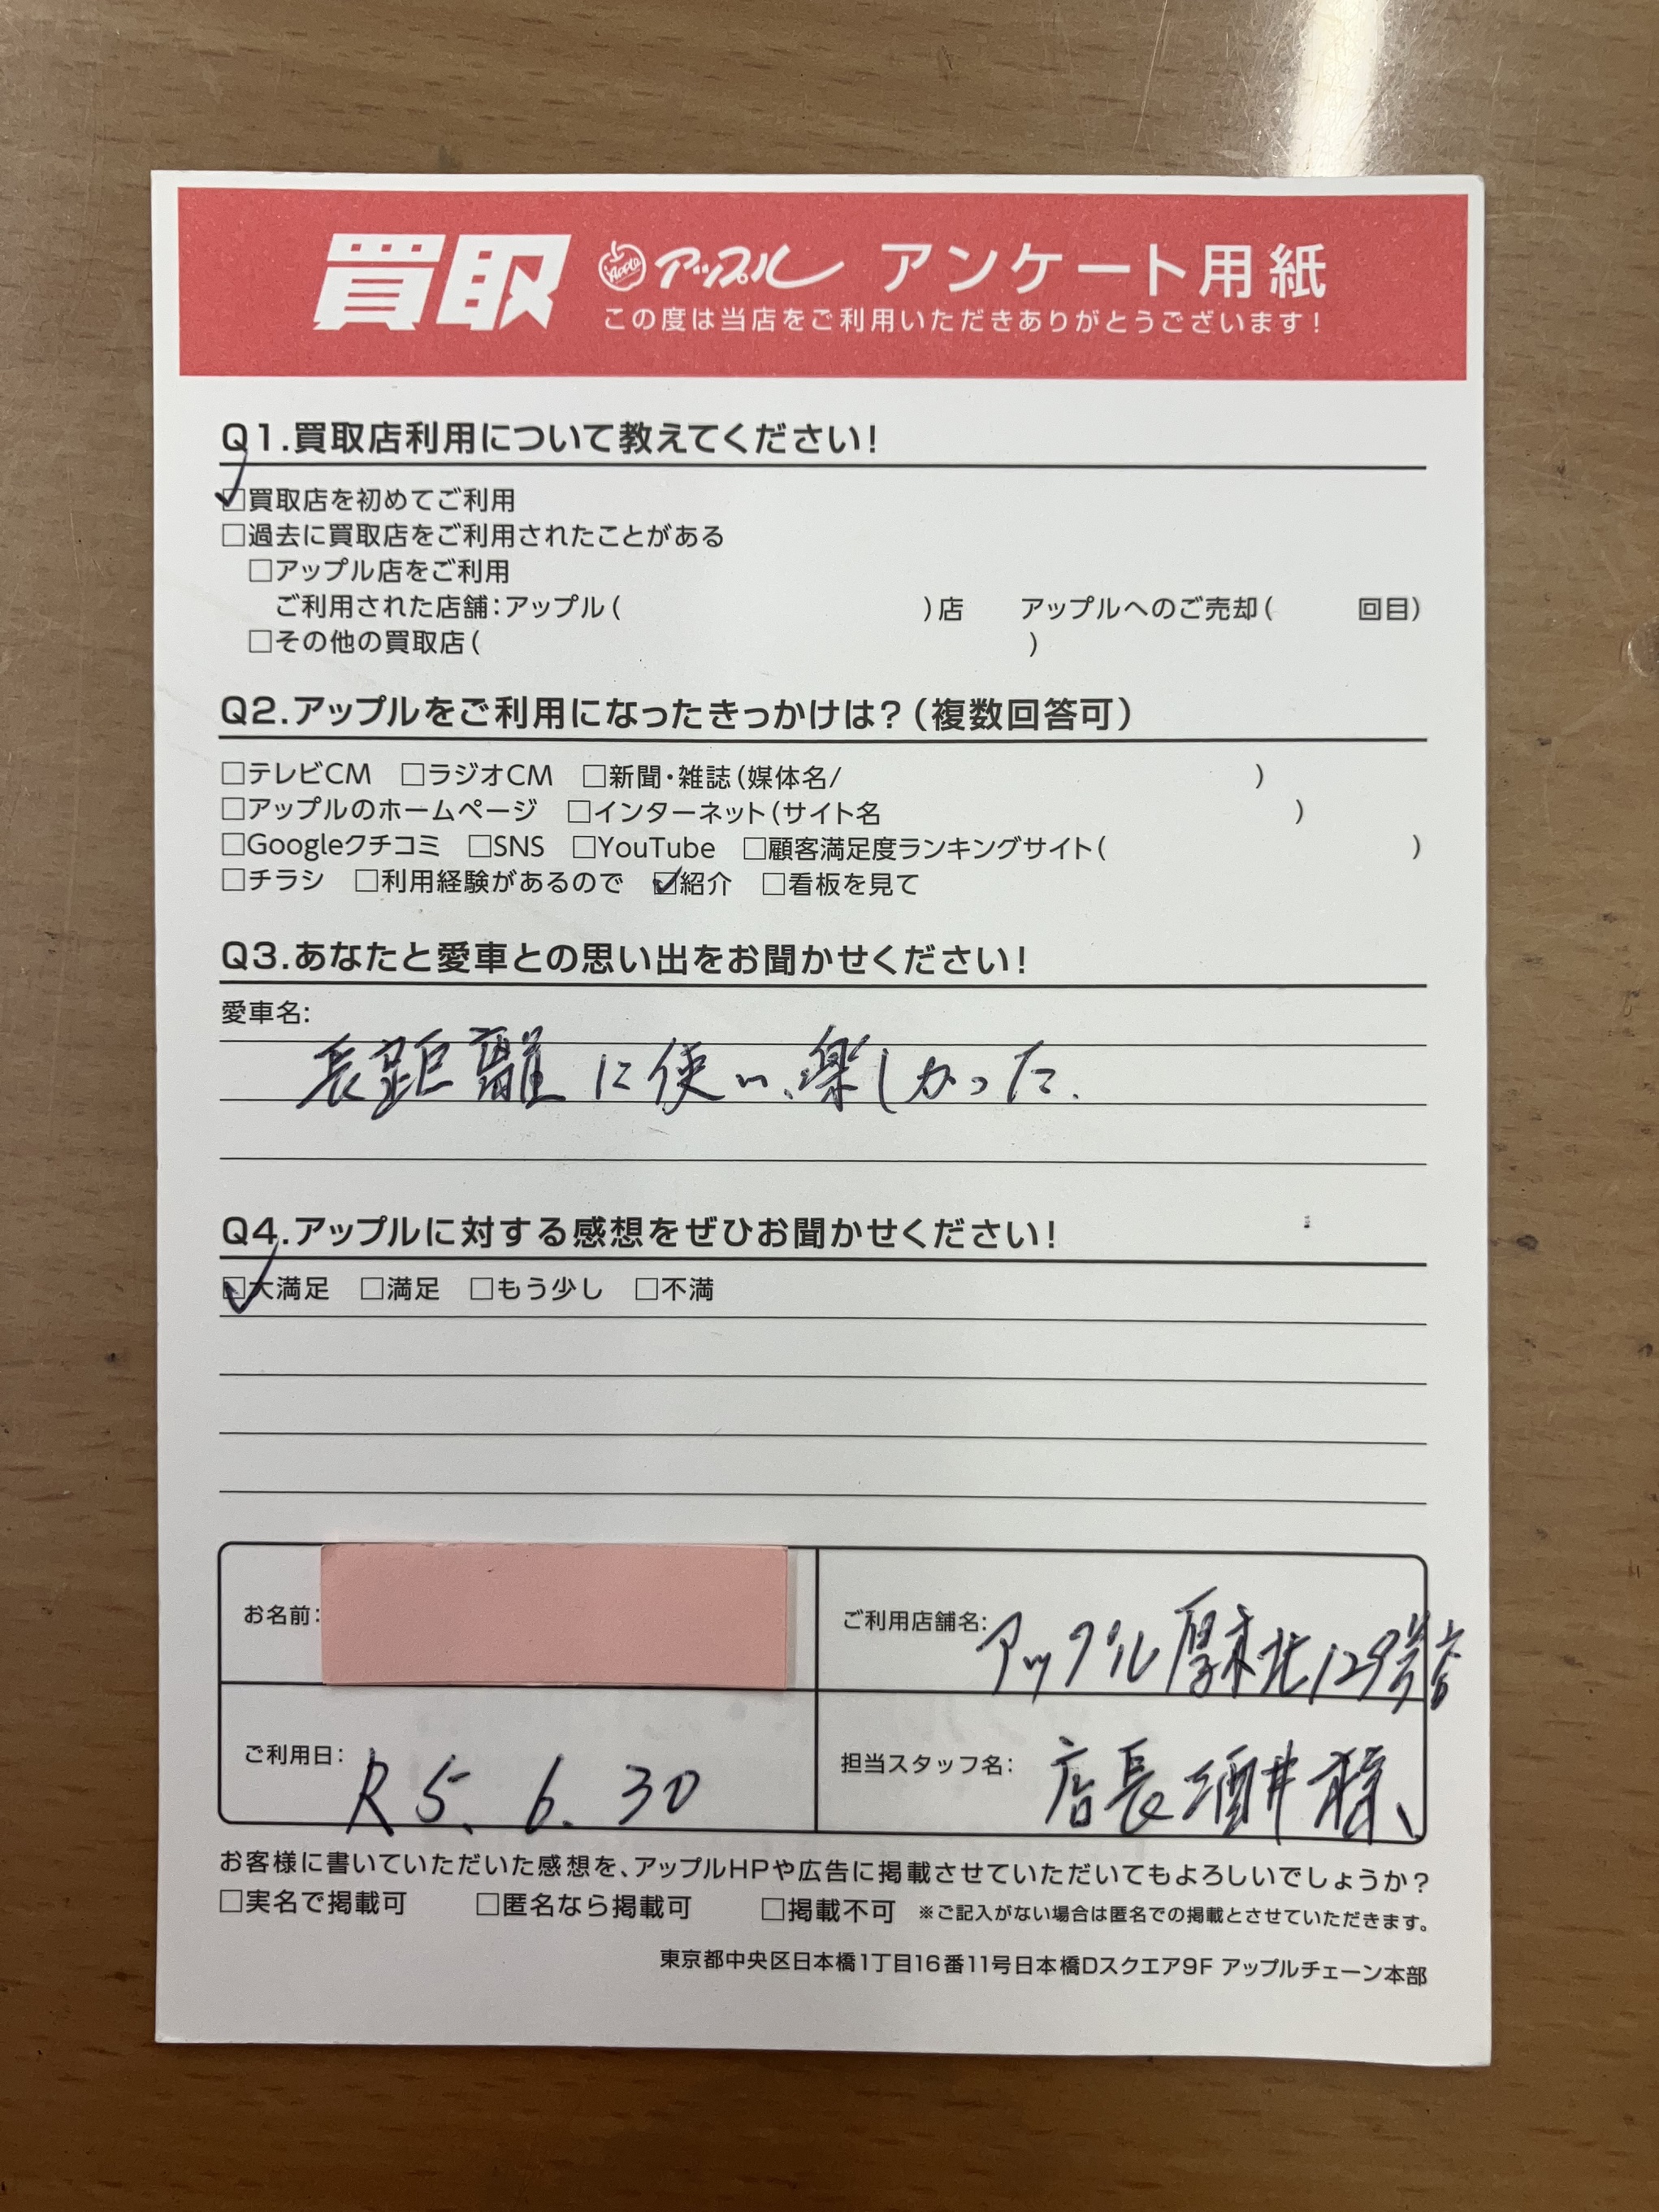 買取 Apple アップル アンケート用紙
この度は当店をご利用いただきありがとうございます!
Q1.買取店利用について教えてください!
☑買取店を初めてご利用
□過去に買取店をご利用されたことがある
□アップル店をご利用
ご利用された店舗:アップル( )店 アップルへのご売却( 回目)
□その他の買取店( )
Q2.アップルをご利用になったきっかけは?(複数回答可)
□テレビCM □ラジオCM □新聞・雑誌(媒体名/ )
□アップルのホームページ □インターネット(サイト名 )
□Googleクチコミ □SNS □YouTube □顧客満足度ランキングサイト( )
□チラシ □利用経験があるので ☑紹介 □看板を見て
Q3.あなたと愛車との思い出をお聞かせください!
愛車名:
長距離に使い、楽しかった.
Q4.アップルに対する感想をぜひお聞かせください!
☑大満足 □満足 □もう少し □不満
お名前:
ご利用店舗名: アップル厚木北129号店
ご利用日: R5.6.30
担当スタッフ名: 店長 酒井様、
お客様に書いていただいた感想を、アップルHPや広告に掲載させていただいてもよろしいでしょうか?
□実名で掲載可 □匿名なら掲載可 □掲載不可 ※ご記入がない場合は匿名での掲載とさせていただきます。
東京都中央区日本橋1丁目16番11号日本橋Dスクエア9F アップルチェーン本部